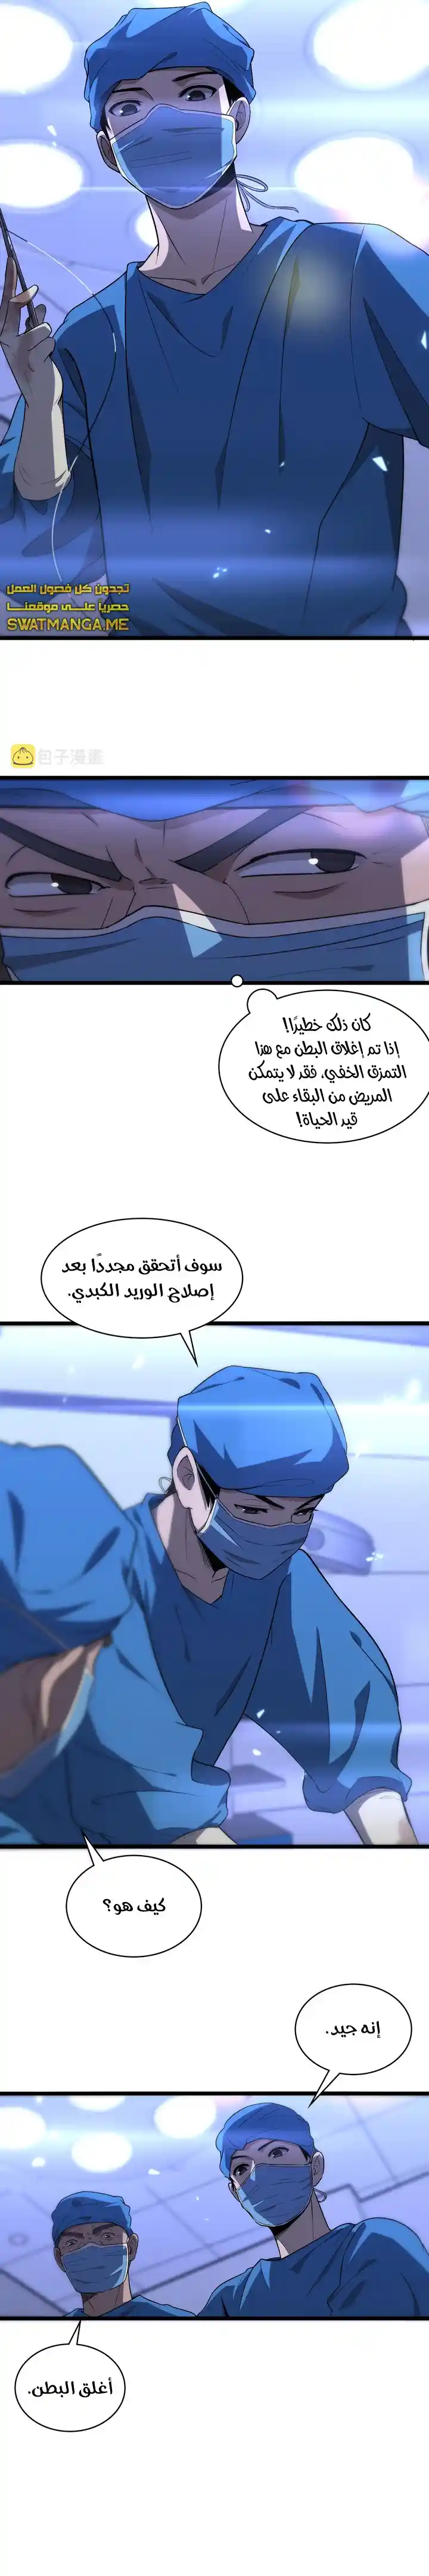 تجدون كل فصول العمل
حصريا على موقعنا
SWATMANGA.ME
包子漫畫
كان ذلك خطيرًا!
إذا تم إغلاق البطن مع هذا
التمزق الخفي، فقد لا يتمكن
المريض من البقاء على
قيد الحياة!
سوف أتحقق مجددًا بعد
إصلاح الوريد الكبدي.
كيف هو؟
إنه جيد.
أغلق البطن.